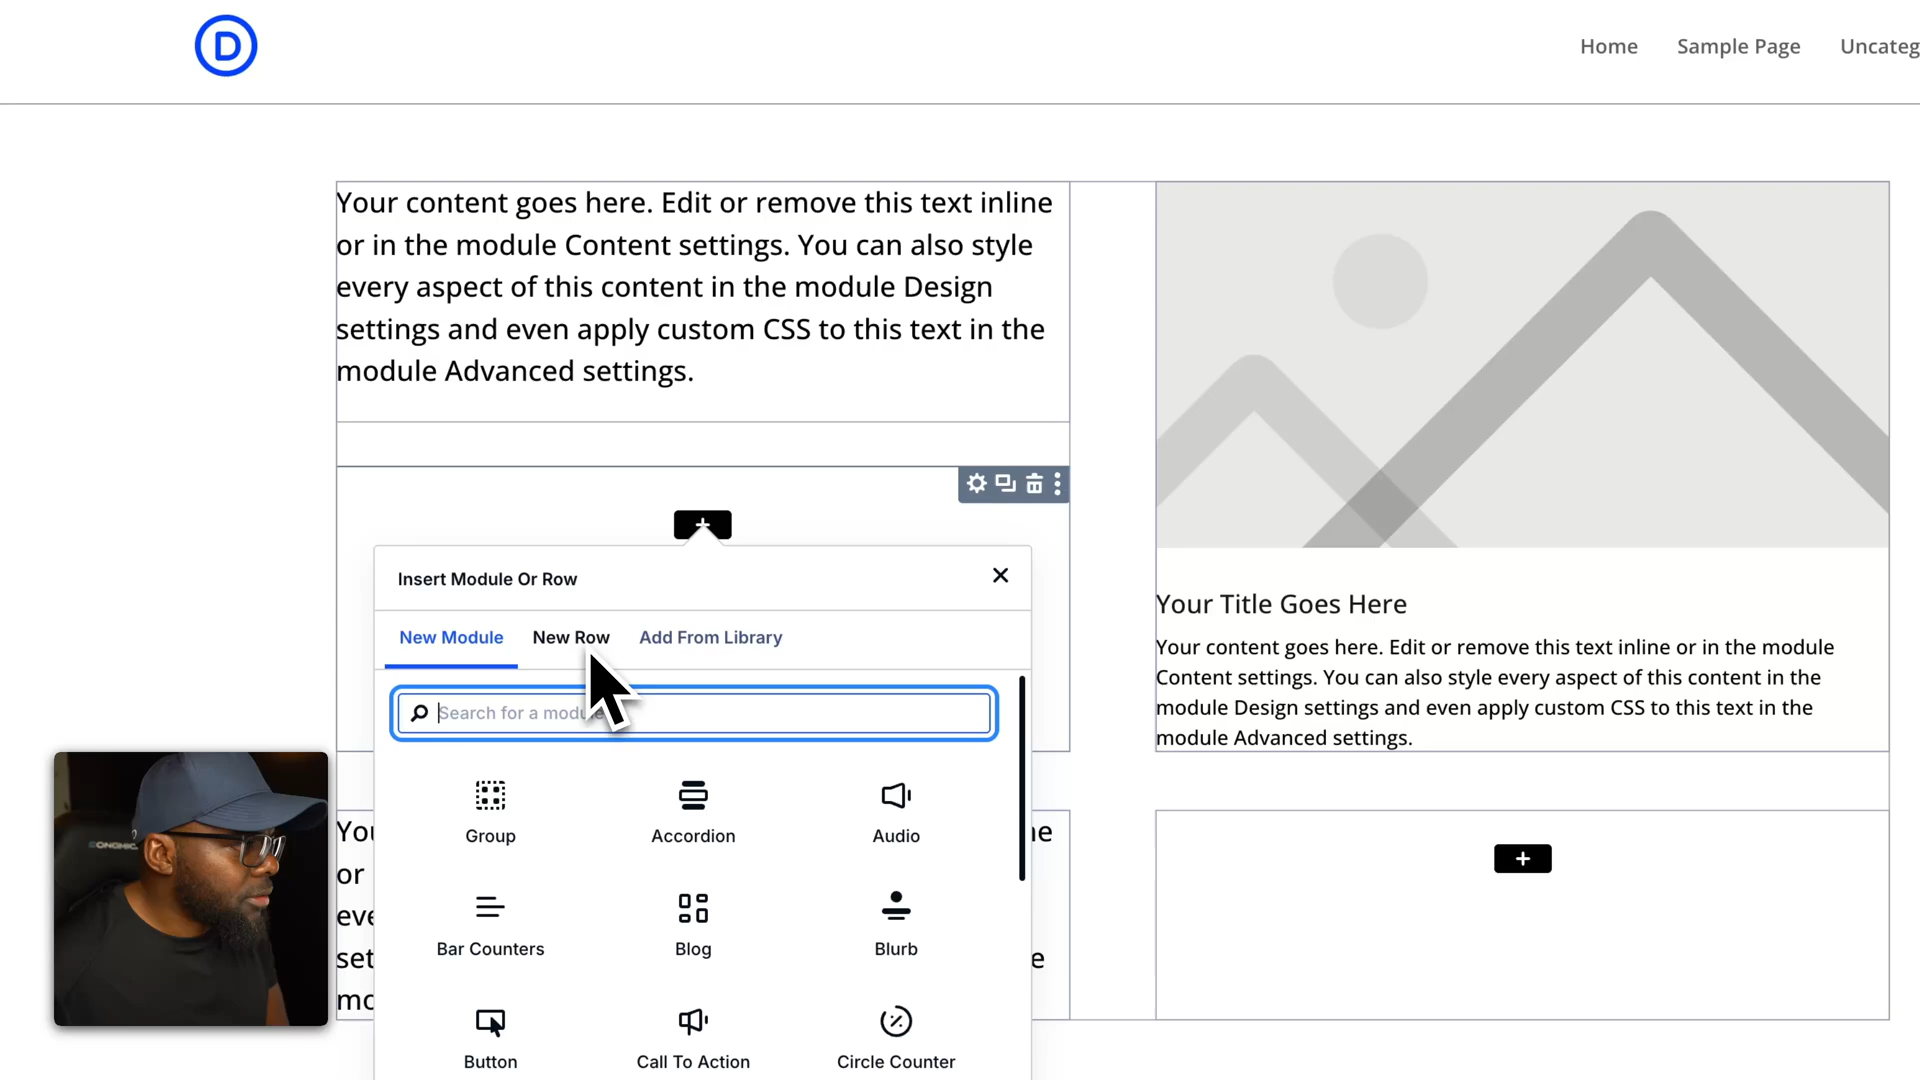 D
Home
Sample Page
Uncateg
Your content goes here. Edit or remove this text inline
or in the module Content settings. You can also style
every aspect of this content in the module Design
settings and even apply custom CSS to this text in the
module Advanced settings.
Insert Module Or Row
New Module
New Row
Add From Library
Search for a modu
Group
Accordion
Audio
Bar Counters
Blog
Blurb
Button
Call To Action
Circle Counter
Your Title Goes Here
Your content goes here. Edit or remove this text inline or in the module
Content settings. You can also style every aspect of this content in the
module Design settings and even apply custom CSS to this text in the
module Advanced settings.
You
or
eve
set
mo
ne
e